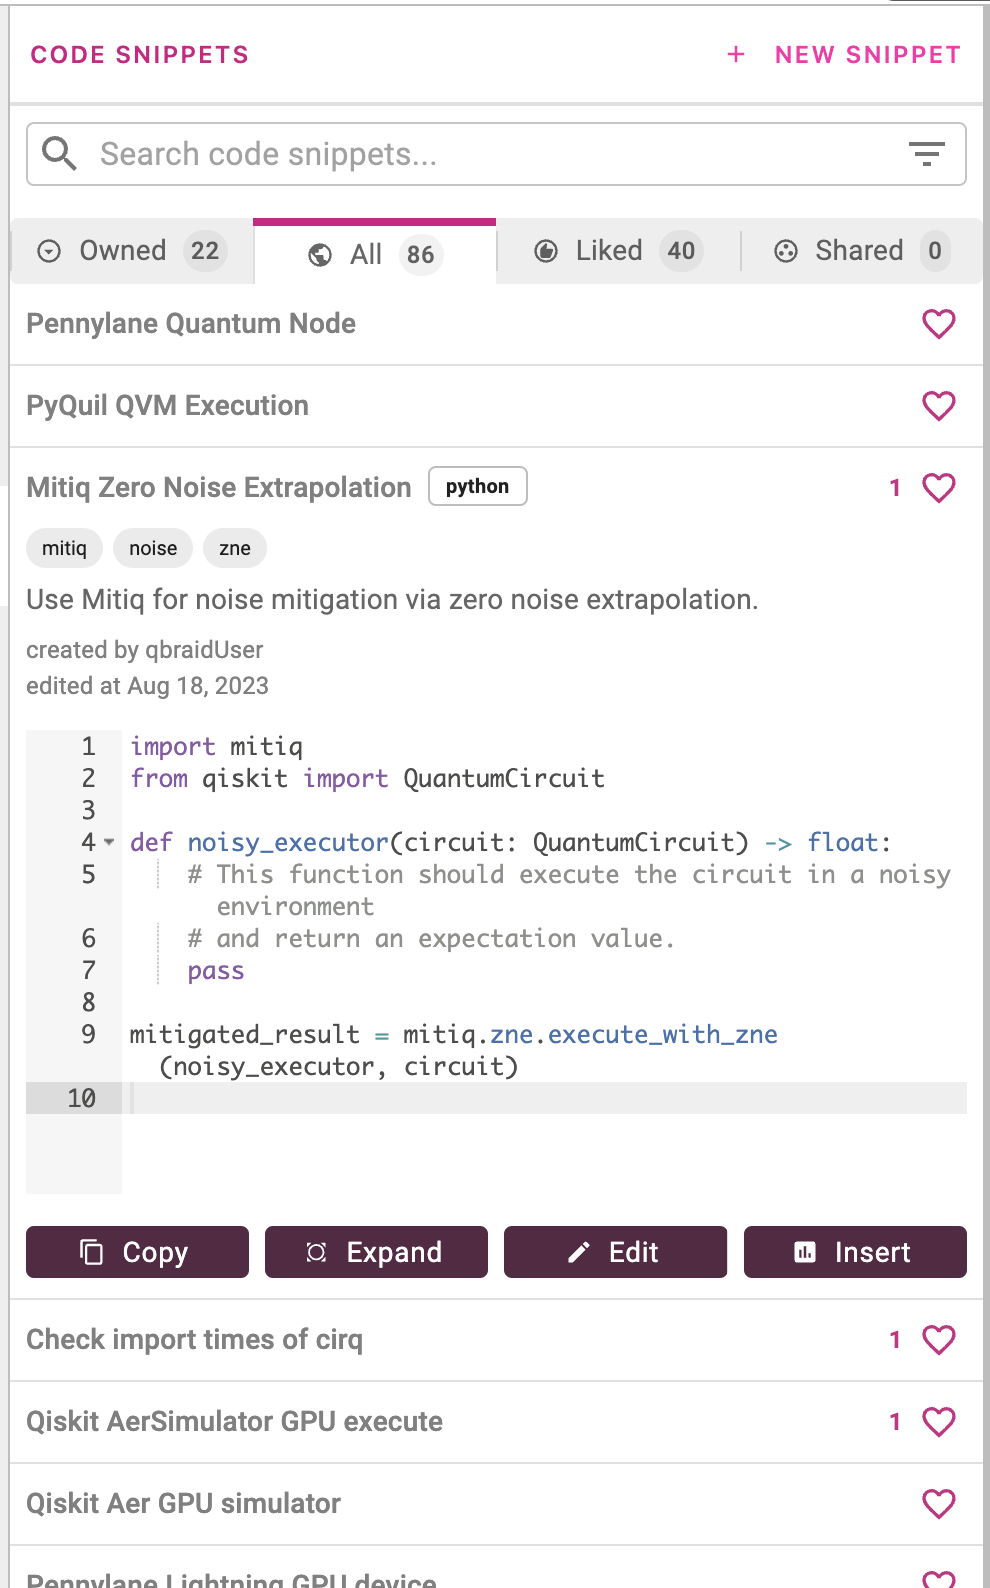 CODE SNIPPETS
+ NEW SNIPPET
Search code snippets...
Owned 22
All 86
Liked 40
Shared 0
Pennylane Quantum Node
PyQuil QVM Execution
Mitiq Zero Noise Extrapolation python 1
mitiq noise zne
Use Mitiq for noise mitigation via zero noise extrapolation.
created by qbraidUser
edited at Aug 18, 2023
1 import mitiq
2 from qiskit import QuantumCircuit
3
4 def noisy_executor(circuit: QuantumCircuit) -> float:
5 # This function should execute the circuit in a noisy
environment
6 # and return an expectation value.
7 pass
8
9 mitigated_result = mitiq.zne.execute_with_zne
(noisy_executor, circuit)
10
Copy
Expand
Edit
Insert
Check import times of cirq 1
Qiskit AerSimulator GPU execute 1
Qiskit Aer GPU simulator
Pennylane Lightning GPU device